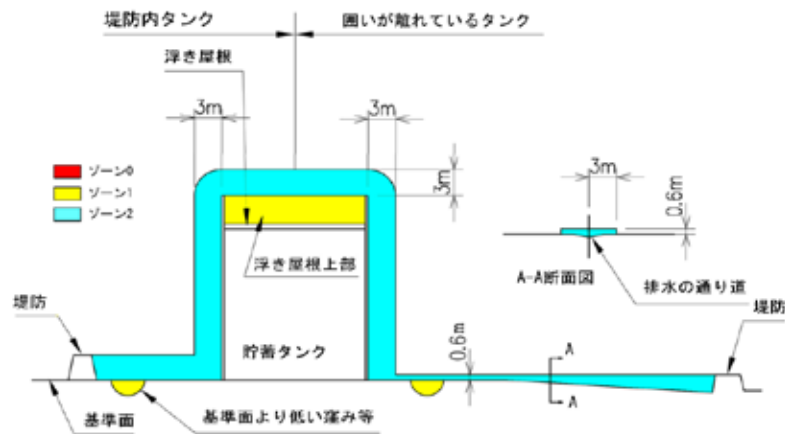 堤防内タンク
囲いが離れているタンク
浮き屋根
3m
3m
3m
3m
0.6m
ゾーン0
ゾーン1
ゾーン2
浮き屋根上部
A-A断面図
排水の通り道
堤防
堤防
貯蓄タンク
0.6m
A
A
基準面
基準面より低い窪み等